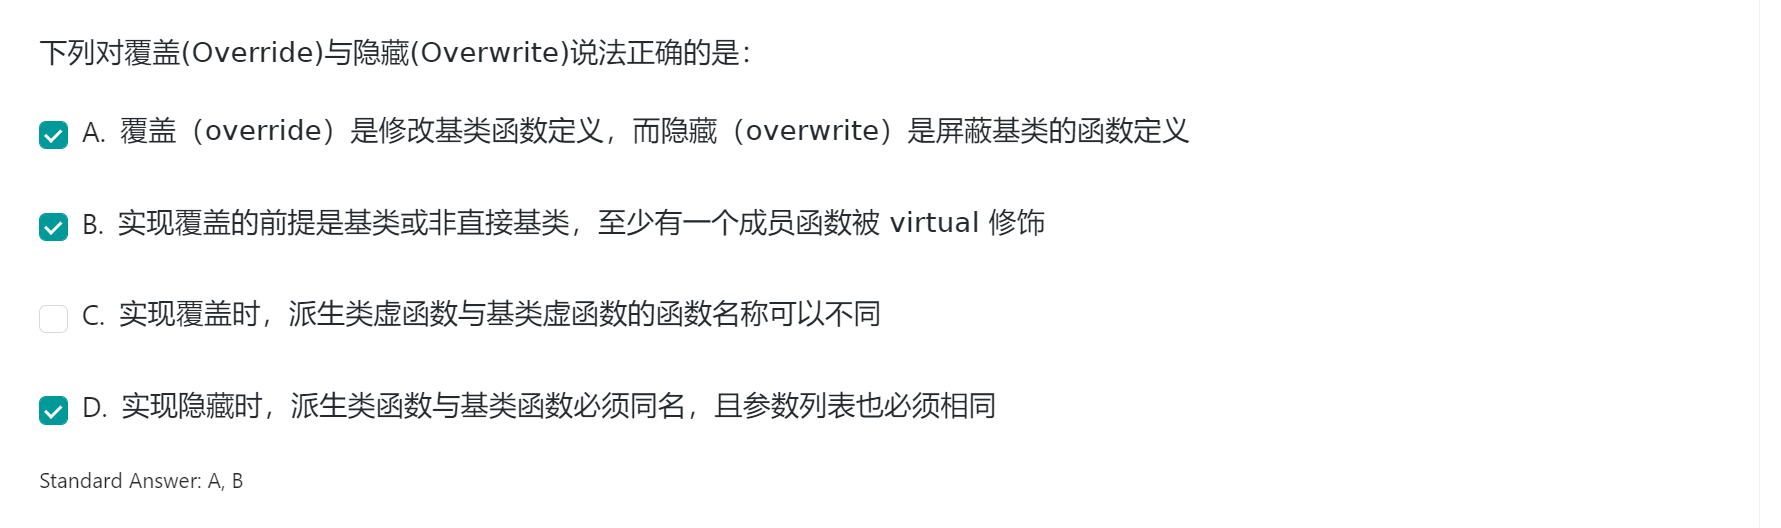 下列对覆盖(Override)与隐藏(Overwrite)说法正确的是：
A. 覆盖（override）是修改基类函数定义，而隐藏（overwrite）是屏蔽基类的函数定义
B. 实现覆盖的前提是基类或非直接基类，至少有一个成员函数被 virtual 修饰
C. 实现覆盖时，派生类虚函数与基类虚函数的函数名称可以不同
D. 实现隐藏时，派生类函数与基类函数必须同名，且参数列表也必须相同
Standard Answer: A, B